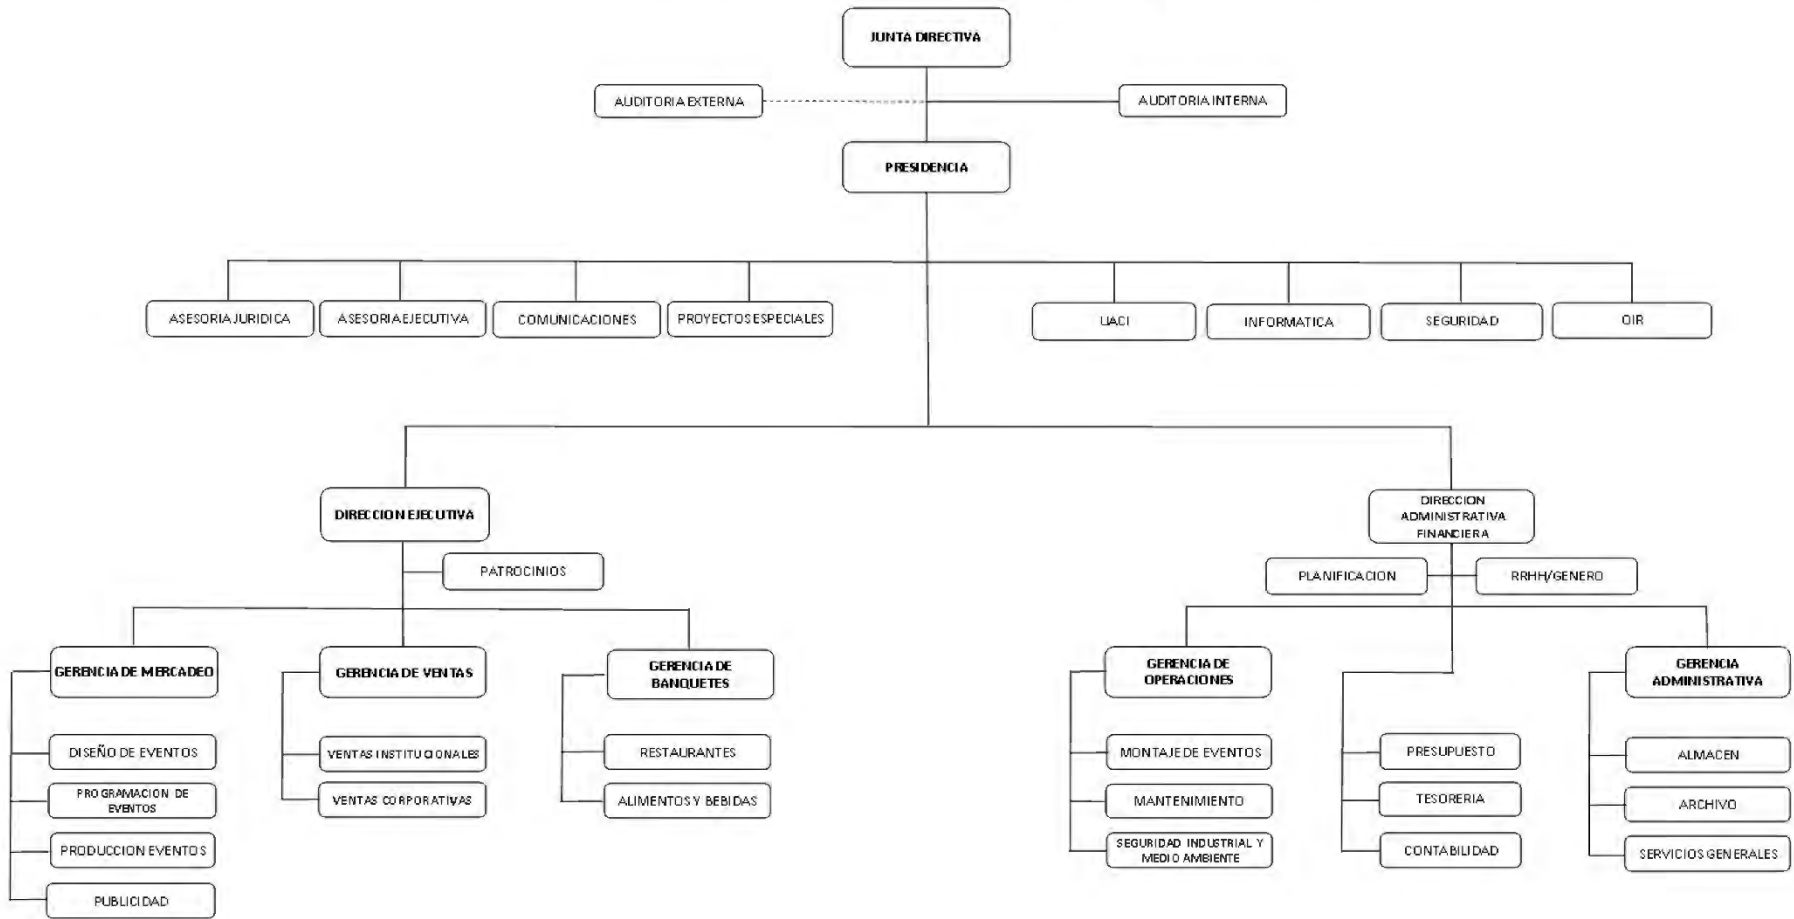 JUNTA DIRECTIVA
AUDITORIA EXTERNA
AUDITORIA INTERNA
PRESIDENCIA
ASESORIA JURIDICA
ASESORIA EJECUTIVA
COMUNICACIONES
PROYECTOS ESPECIALES
UACI
INFORMATICA
SEGURIDAD
OIR
DIRECCION EJECUTIVA
DIRECCION
ADMINISTRATIVA
FINANCIERA
PATROCINIOS
PLANIFICACION
RRHH/GENERO
GERENCIA DE MERCADEO
GERENCIA DE VENTAS
GERENCIA DE
BANQUETES
GERENCIA DE
OPERACIONES
GERENCIA
ADMINISTRATIVA
DISEÑO DE EVENTOS
PROGRAMACION DE
EVENTOS
PRODUCCION EVENTOS
PUBLICIDAD
VENTAS INSTITUCIONALES
VENTAS CORPORATIVAS
RESTAURANTES
ALIMENTOS Y BEBIDAS
MONTAJE DE EVENTOS
MANTENIMIENTO
SEGURIDAD INDUSTRIAL Y
MEDIO AMBIENTE
PRESUPUESTO
TESORERIA
CONTABILIDAD
ALMACEN
ARCHIVO
SERVICIOS GENERALES